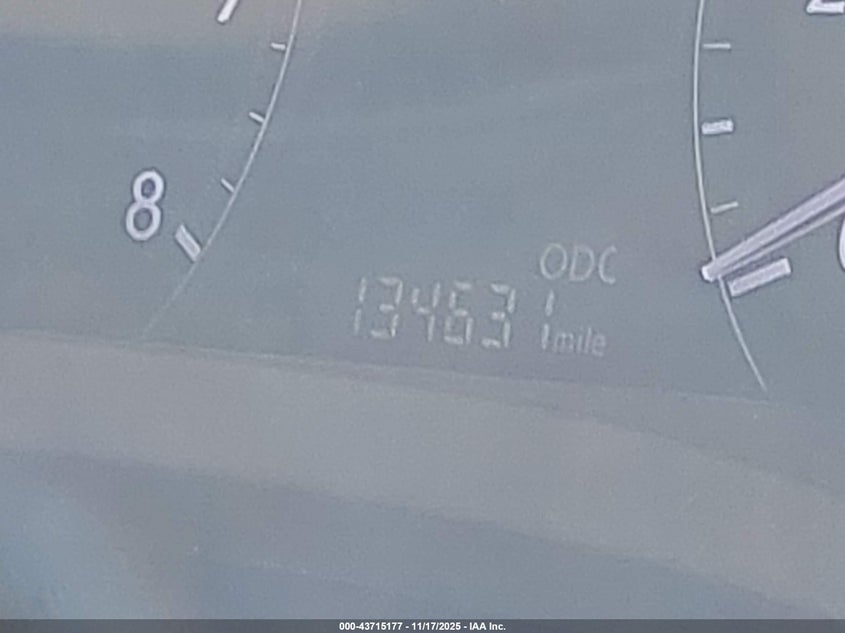 8
ODO
134631 mile
000-43715177 - 11/17/2025 - IAA Inc.